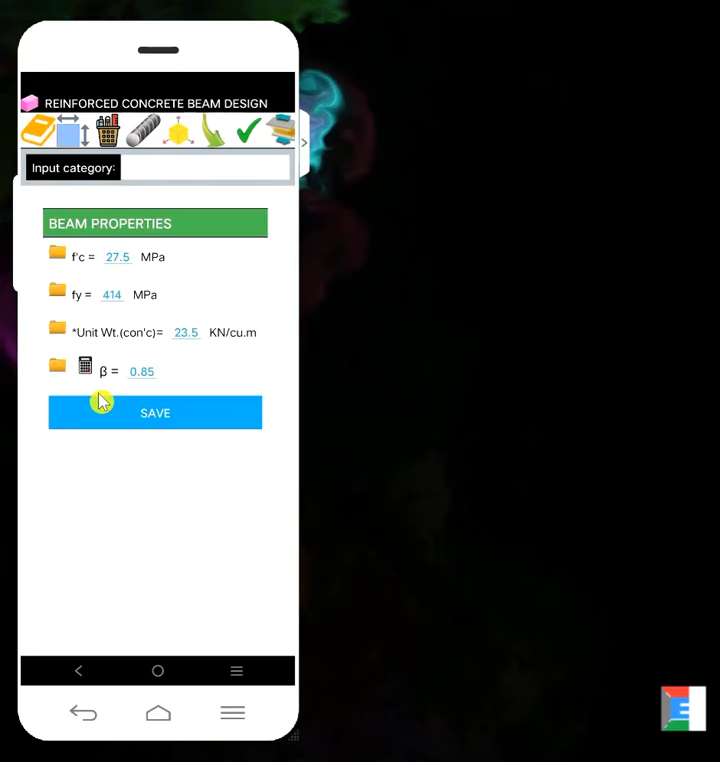 REINFORCED CONCRETE BEAM DESIGN
Input category:
BEAM PROPERTIES
f'c = 27.5 MPa
fy = 414 MPa
*Unit Wt.(con'c)= 23.5 KN/cu.m
β = 0.85
SAVE
E